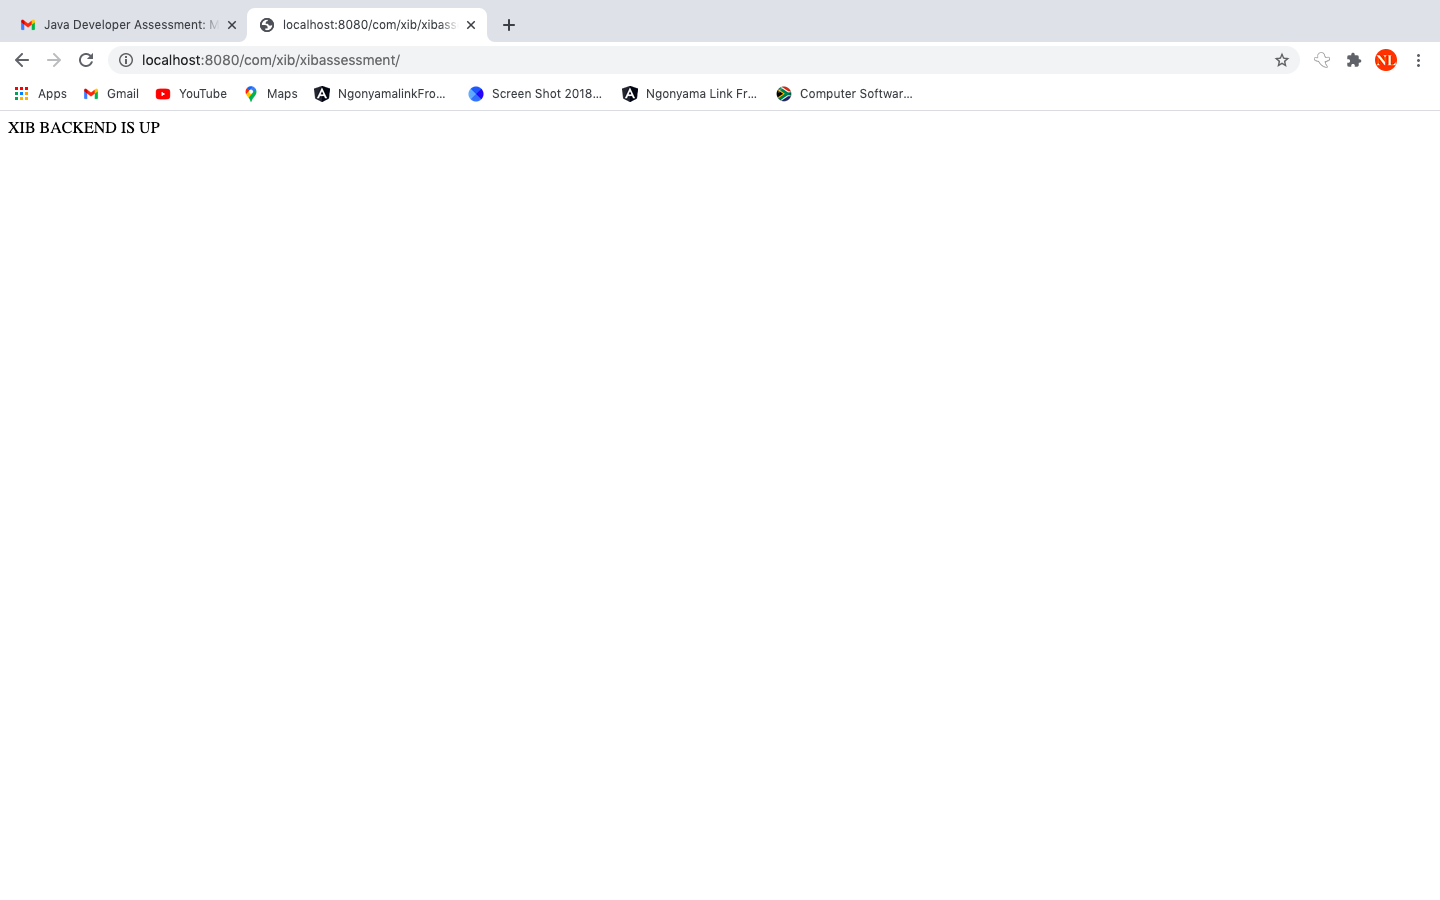 Java Developer Assessment: M
localhost:8080/com/xib/xibass
localhost:8080/com/xib/xibassessment/
NL
Apps
Gmail
YouTube
Maps
NgonyamalinkFro...
Screen Shot 2018...
Ngonyama Link Fr...
Computer Softwar...
XIB BACKEND IS UP